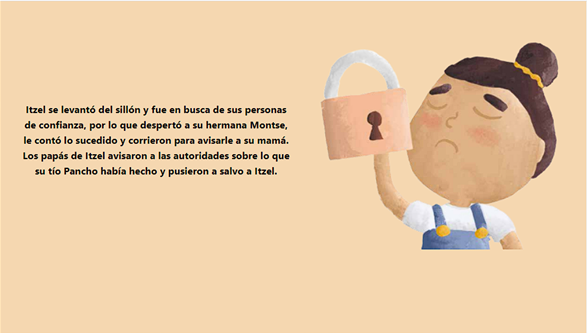 Itzel se levantó del sillón y fue en busca de sus personas
de confianza, por lo que despertó a su hermana Montse,
le contó lo sucedido y corrieron para avisarle a su mamá.
Los papás de Itzel avisaron a las autoridades sobre lo que
su tío Pancho había hecho y pusieron a salvo a Itzel.